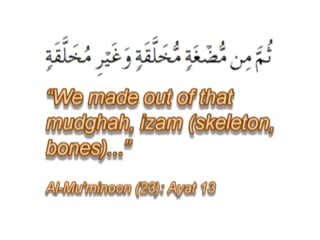 ثُمَّ مِن مُّضْغَةٍ مُّخَلَّقَةٍ وَغَيْرِ مُخَلَّقَةٍ
“We made out of that
mudghah, izam (skeleton,
bones)...”
Al-Mu'minoon (23): Ayat 13